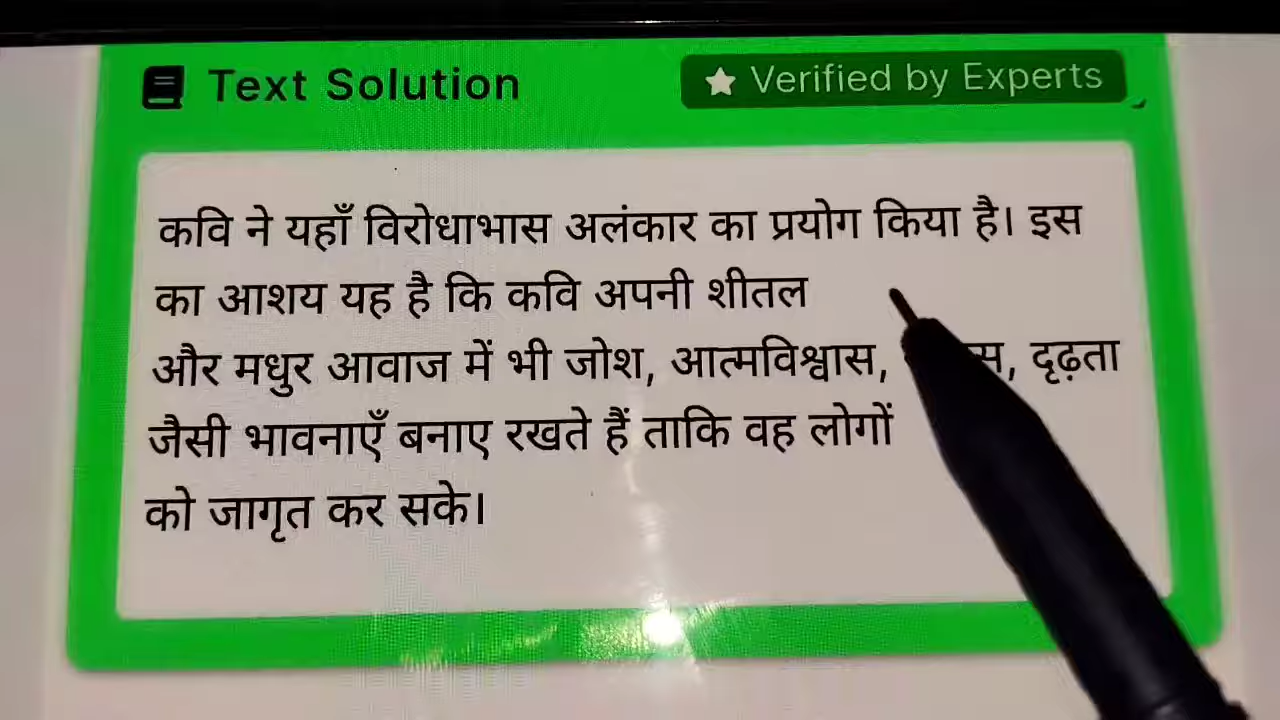 Text Solution
Verified by Experts
कवि ने यहाँ विरोधाभास अलंकार का प्रयोग किया है। इस
का आशय यह है कि कवि अपनी शीतल
और मधुर आवाज में भी जोश, आत्मविश्वास, दृढ़ता
जैसी भावनाएँ बनाए रखते हैं ताकि वह लोगों
को जागृत कर सके।